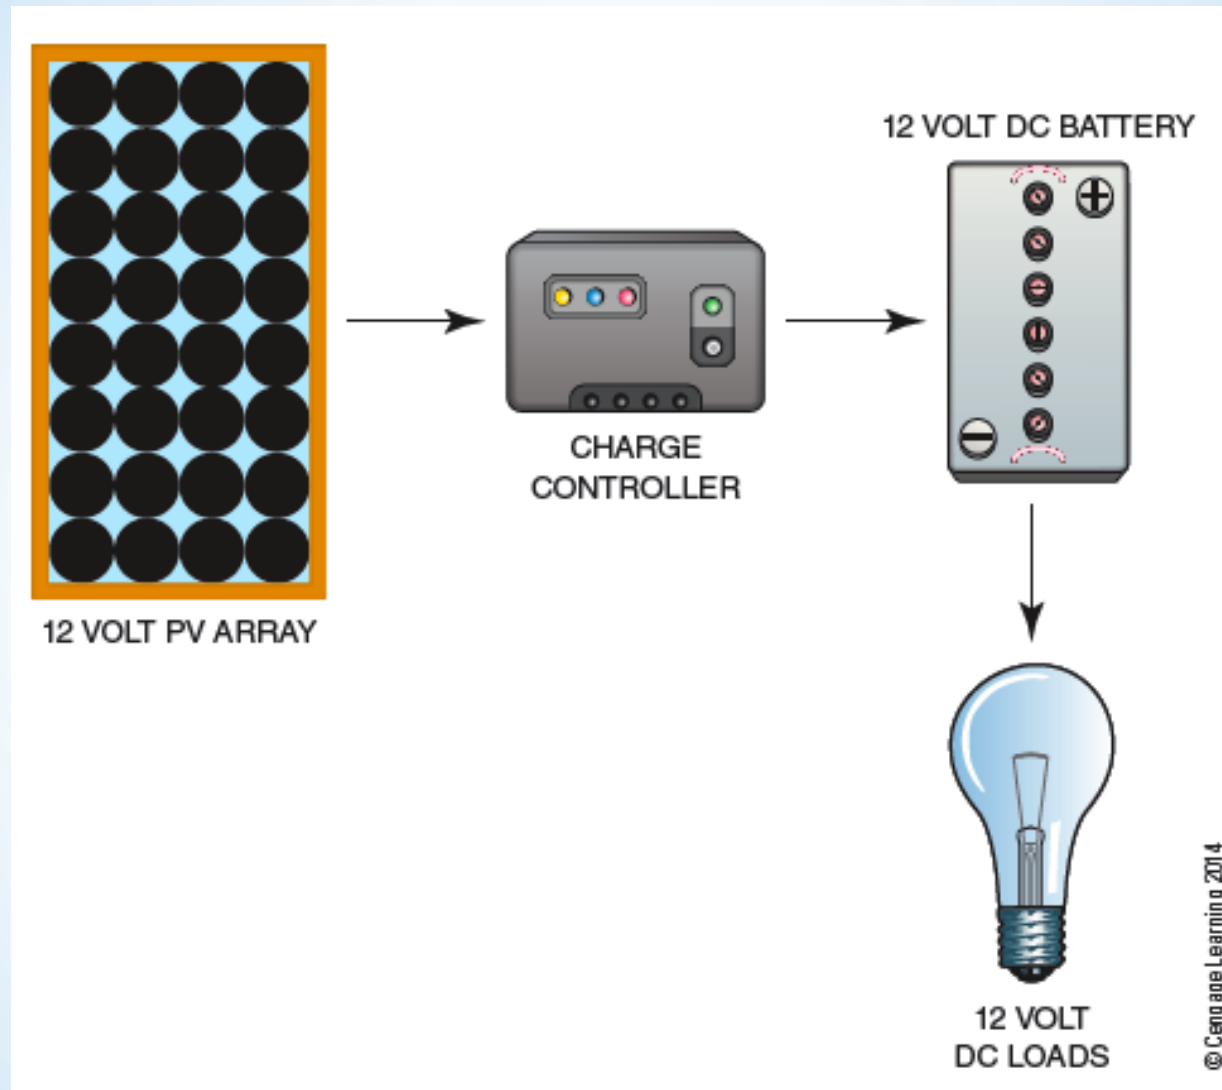 12 VOLT DC BATTERY
CHARGE
CONTROLLER
12 VOLT PV ARRAY
12 VOLT
DC LOADS
© Cengage Learning 2014